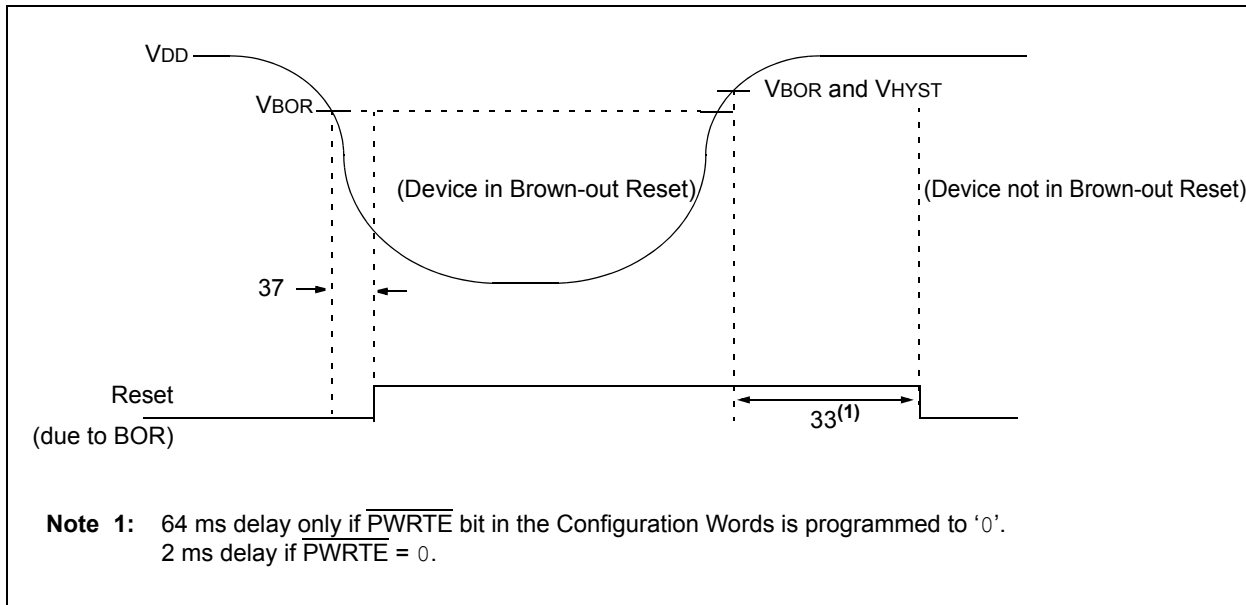 VDD
VBOR and VHYST
VBOR
(Device in Brown-out Reset)
(Device not in Brown-out Reset)
37
Reset
(due to BOR)
33(1)
Note 1: 64 ms delay only if PWRTE bit in the Configuration Words is programmed to ‘0’.
2 ms delay if PWRTE = 0.